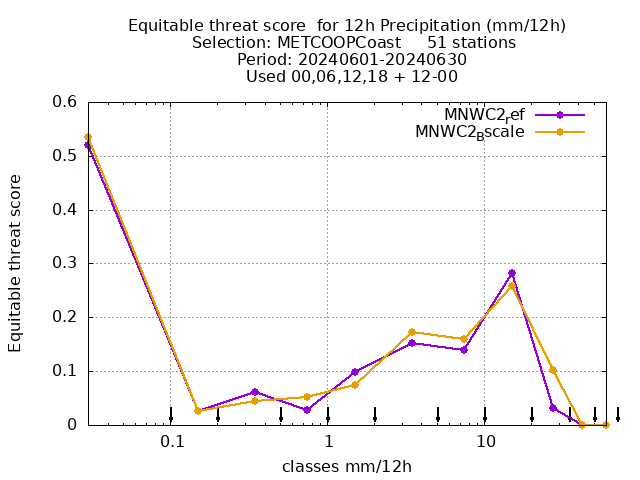 Equitable threat score  for 12h Precipitation (mm/12h)
Selection: METCOOPCoast     51 stations
Period: 20240601-20240630
Used 00,06,12,18 + 12-00
MNWC2ref
MNWC2Bscale
0.6
0.5
0.4
0.3
0.2
0.1
0
Equitable threat score
0.1 1 10
classes mm/12h